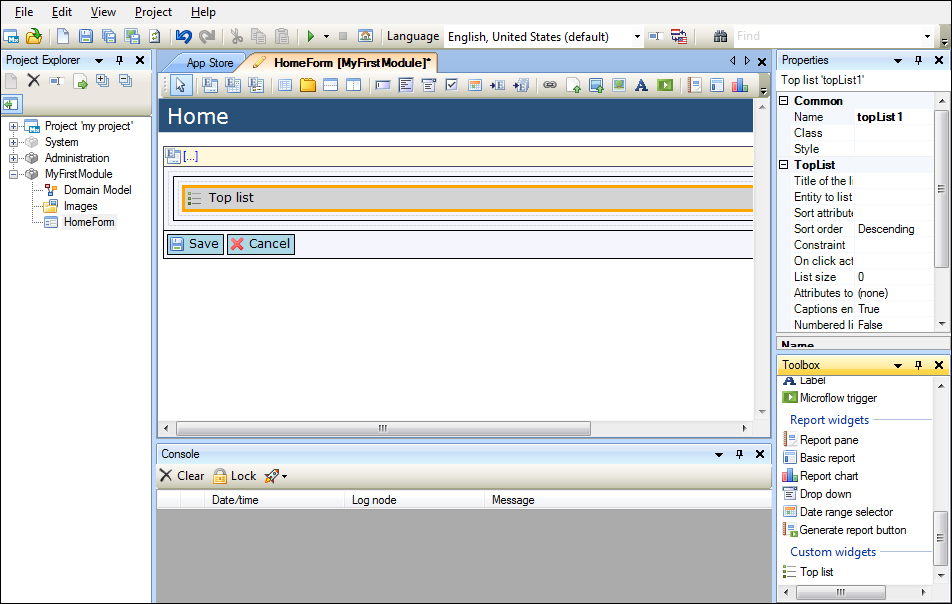 File Edit View Project Help
Language English, United States (default) Find
Project Explorer
Project 'my project'
System
Administration
MyFirstModule
Domain Model
Images
HomeForm
App Store HomeForm [MyFirstModule]*
Home
[...]
Top list
Save Cancel
Console
Clear Lock
Date/time Log node Message
Properties
Top list 'topList1'
Common
Name topList1
Class
Style
TopList
Title of the l
Entity to list
Sort attribut
Sort order Descending
Constraint
On click act
List size 0
Attributes to (none)
Captions en True
Numbered li False
Name
Toolbox
Label
Microflow trigger
Report widgets
Report pane
Basic report
Report chart
Drop down
Date range selector
Generate report button
Custom widgets
Top list